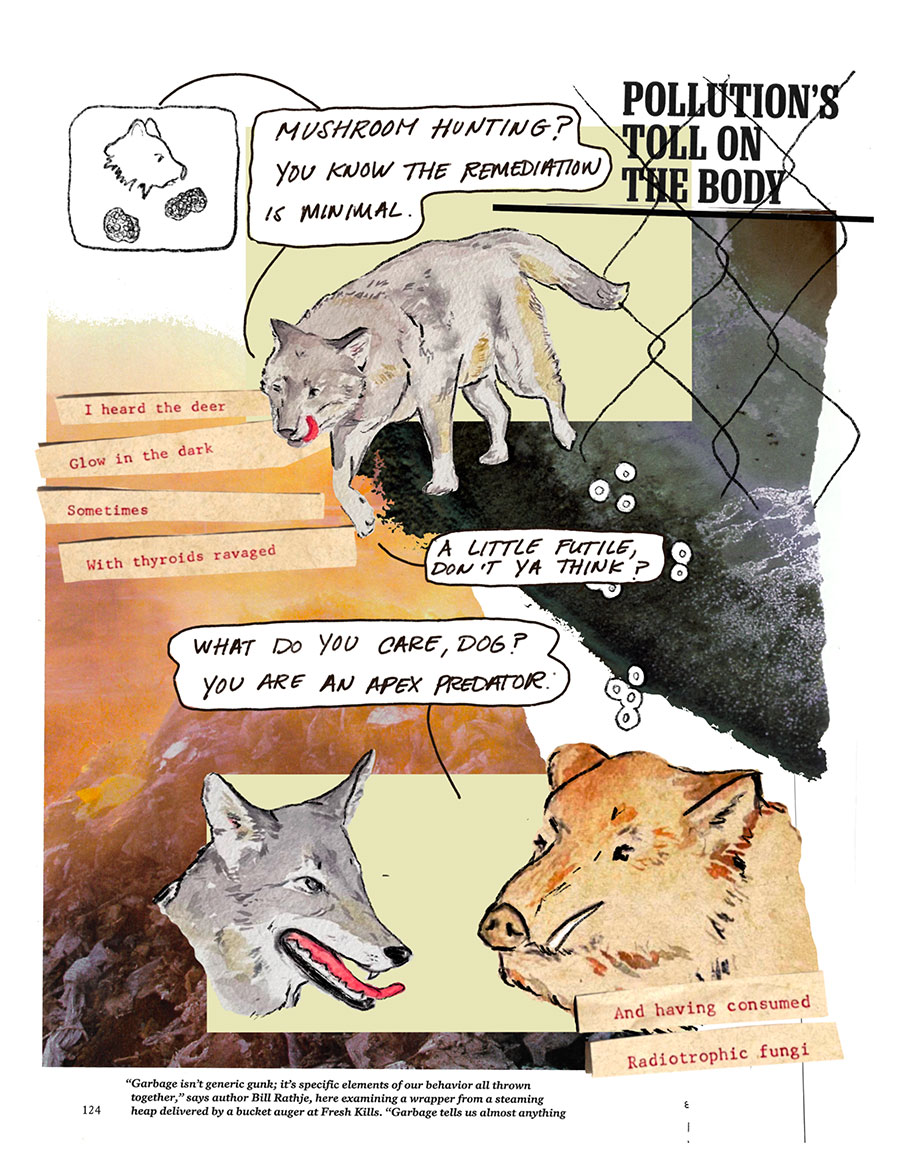 POLLUTION'S
TOLL ON
THE BODY
MUSHROOM HUNTING?
YOU KNOW THE REMEDIATION
IS MINIMAL.
I heard the deer
Glow in the dark
Sometimes
With thyroids ravaged
A LITTLE FUTILE,
DON'T YA THINK?
WHAT DO YOU CARE, DOG?
YOU ARE AN APEX PREDATOR.
And having consumed
Radiotrophic fungi
“Garbage isn't generic gunk; it's specific elements of our behavior all thrown
together,” says author Bill Rathje, here examining a wrapper from a steaming
heap delivered by a bucket auger at Fresh Kills. “Garbage tells us almost anything
124